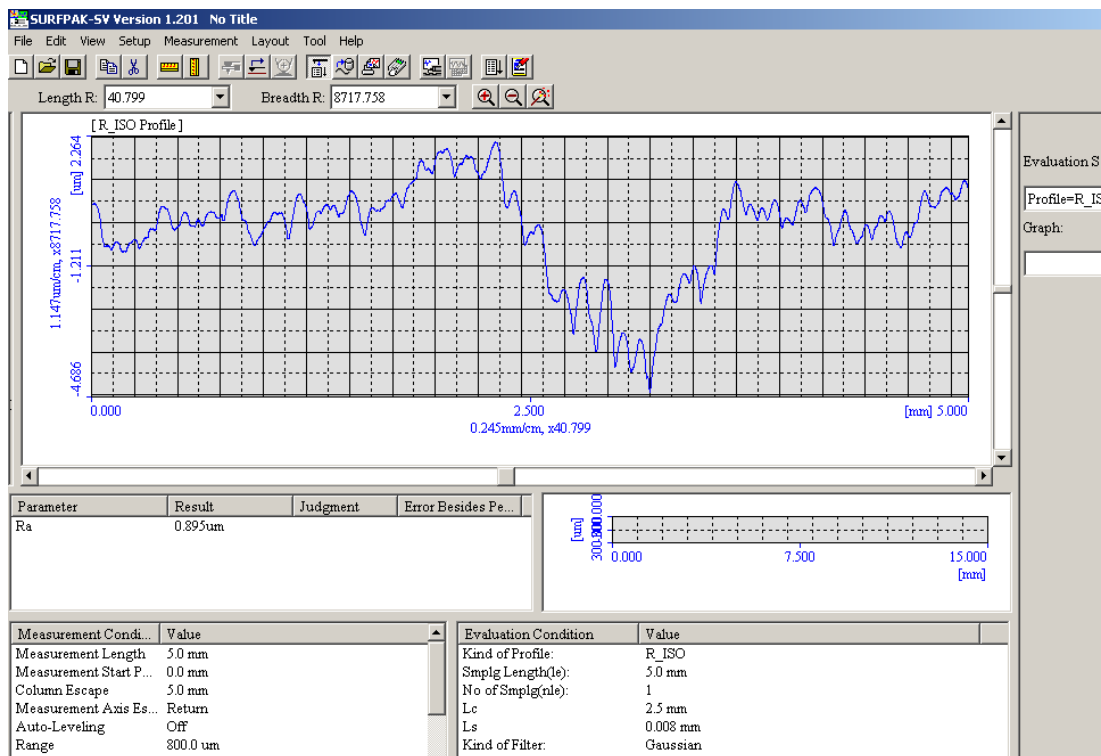 SURFPAK-SV Version 1.201 No Title
File Edit View Setup Measurement Layout Tool Help
Length R: 40.799 Breadth R: 8717.758
[ R_ISO Profile ]
[um] 2.264
-1.211
-4.686
1.147um/cm, x8717.758
0.000 2.500 [mm] 5.000
0.245mm/cm, x40.799
Evaluation S
Profile=R_IS
Graph:
Parameter Result Judgment Error Besides Pe...
Ra 0.895um
[um]
0.000 7.500 15.000
[mm]
Measurement Condi... Value
Measurement Length 5.0 mm
Measurement Start P... 0.0 mm
Column Escape 5.0 mm
Measurement Axis Es... Return
Auto-Leveling Off
Range 800.0 um
Evaluation Condition Value
Kind of Profile: R_ISO
Smplg Length(le): 5.0 mm
No of Smplg(nle): 1
Lc 2.5 mm
Ls 0.008 mm
Kind of Filter: Gaussian